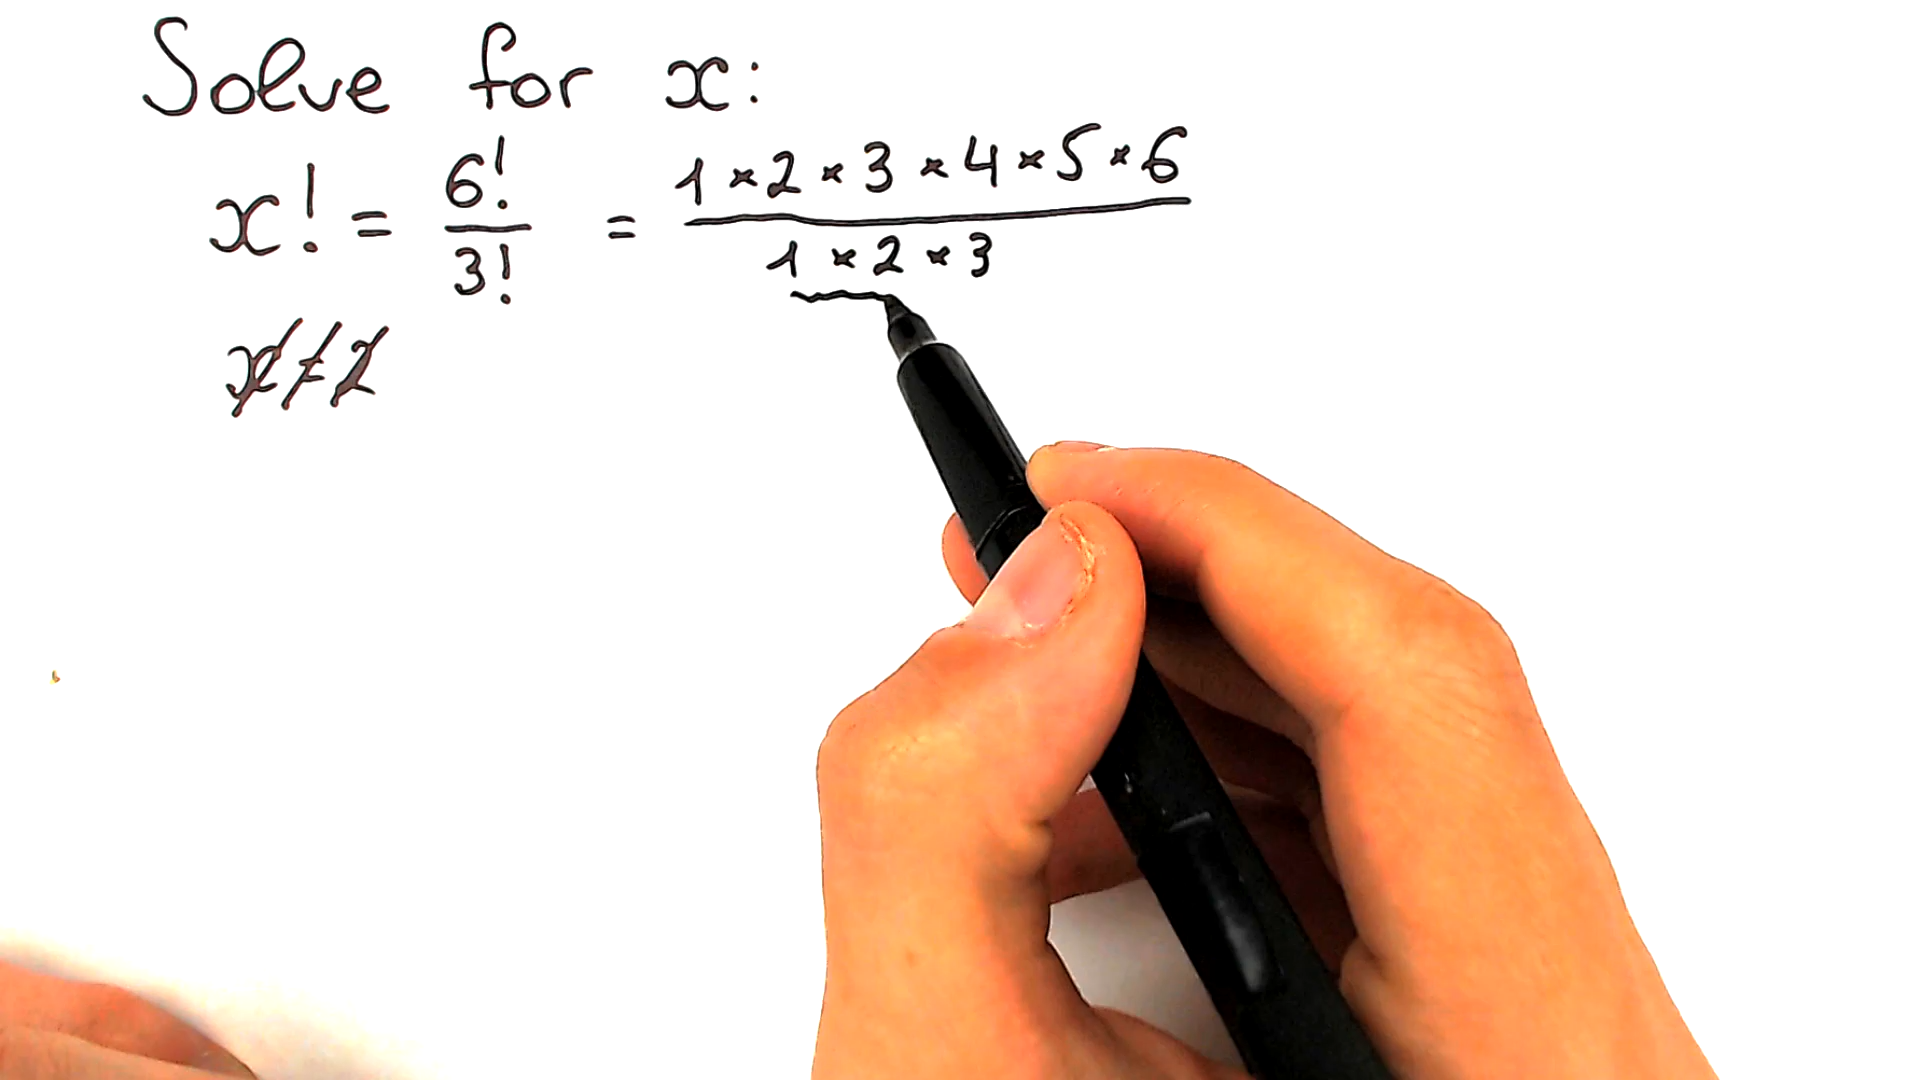 Solve for x:
x! = 6!/3! = 1×2×3×4×5×6/1×2×3
x≠2